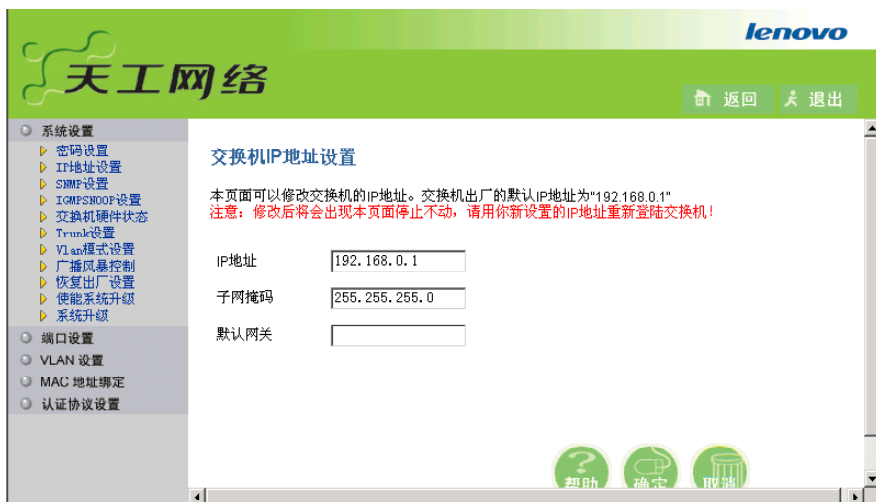 lenovo
天工网络
返回 退出
系统设置
密码设置
IP地址设置
SNMP设置
IGMPSNOOP设置
交换机硬件状态
Trunk设置
Vlan模式设置
广播风暴控制
恢复出厂设置
使能系统升级
系统升级
端口设置
VLAN 设置
MAC 地址绑定
认证协议设置
交换机IP地址设置
本页面可以修改交换机的IP地址。交换机出厂的默认IP地址为"192.168.0.1"
注意：修改后将会出现本页面停止不动，请用你新设置的IP地址重新登陆交换机！
IP地址 192.168.0.1
子网掩码 255.255.255.0
默认网关
帮助 确定 取消